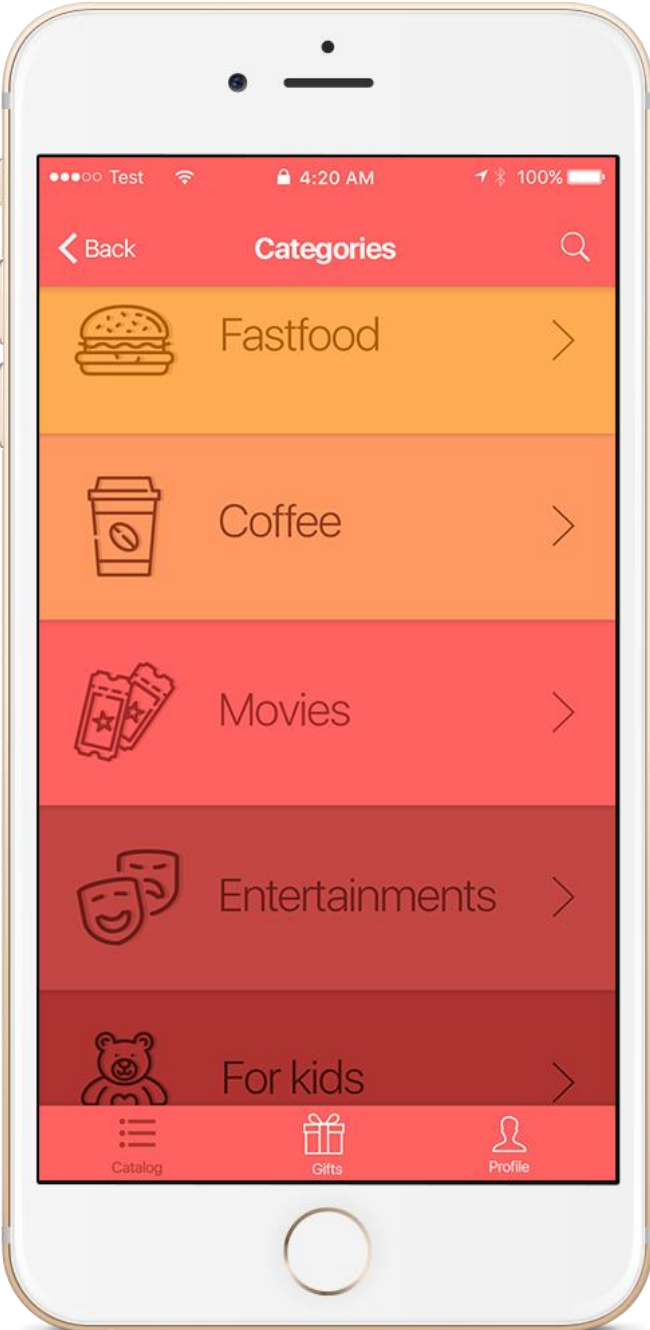 Test 4:20 AM 100%
Back Categories
Fastfood
Coffee
Movies
Entertainments
For kids
Catalog Gifts Profile